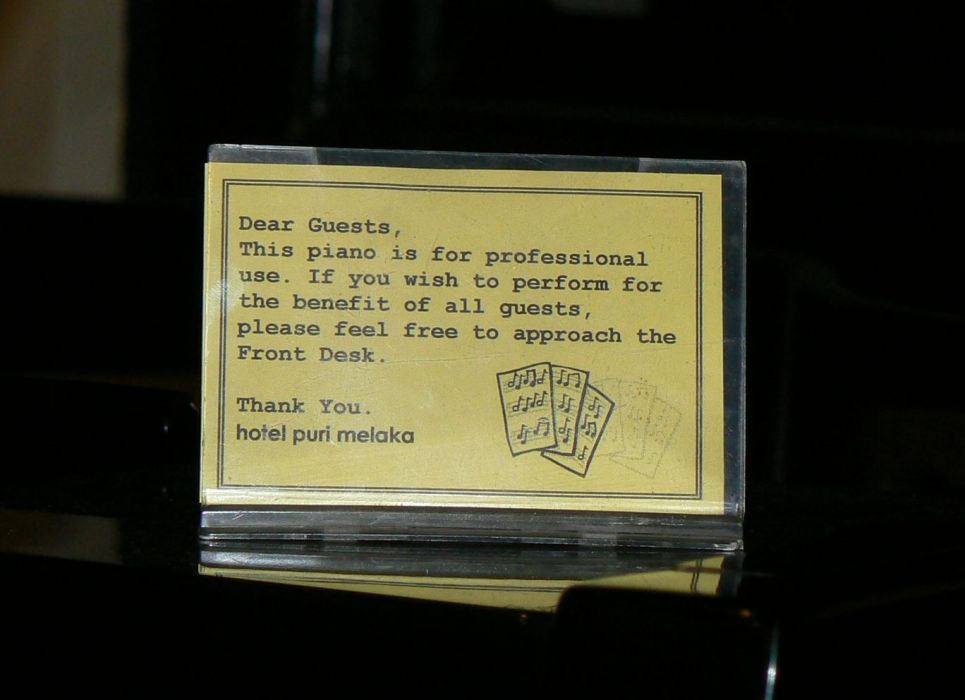 Dear Guests,
This piano is for professional
use. If you wish to perform for
the benefit of all guests,
please feel free to approach the
Front Desk.
Thank You.
hotel puri melaka